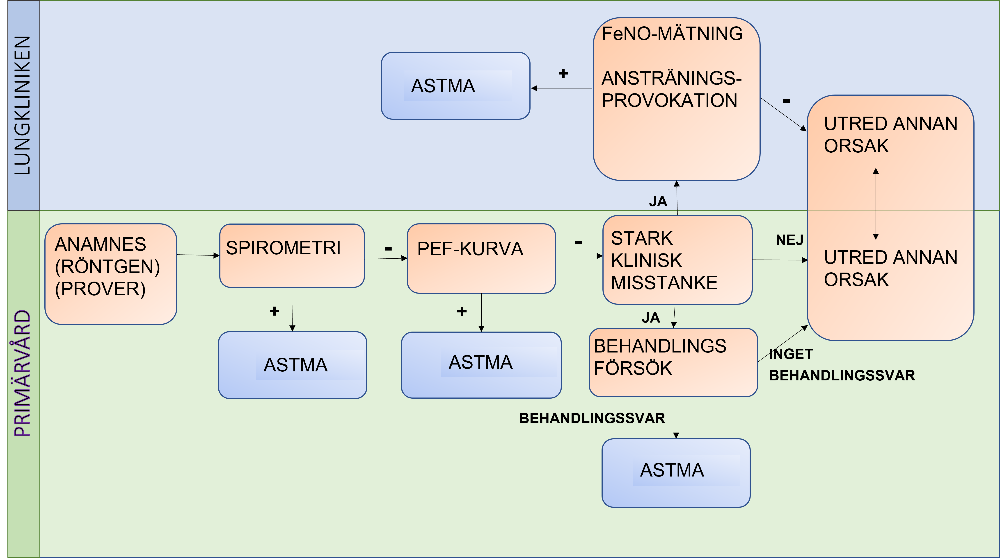 LUNGKLINIKEN
FeNO-MÄTNING
ANSTRÄNINGS-
PROVOKATION
+
ASTMA
-
UTRED ANNAN
ORSAK
JA
PRIMÄRVÅRD
ANAMNES
(RÖNTGEN)
(PROVER)
SPIROMETRI
-
PEF-KURVA
-
STARK
KLINISK
MISSTANKE
NEJ
UTRED ANNAN
ORSAK
+
+
JA
ASTMA
ASTMA
BEHANDLINGS
FÖRSÖK
INGET
BEHANDLINGSSVAR
BEHANDLINGSSVAR
ASTMA